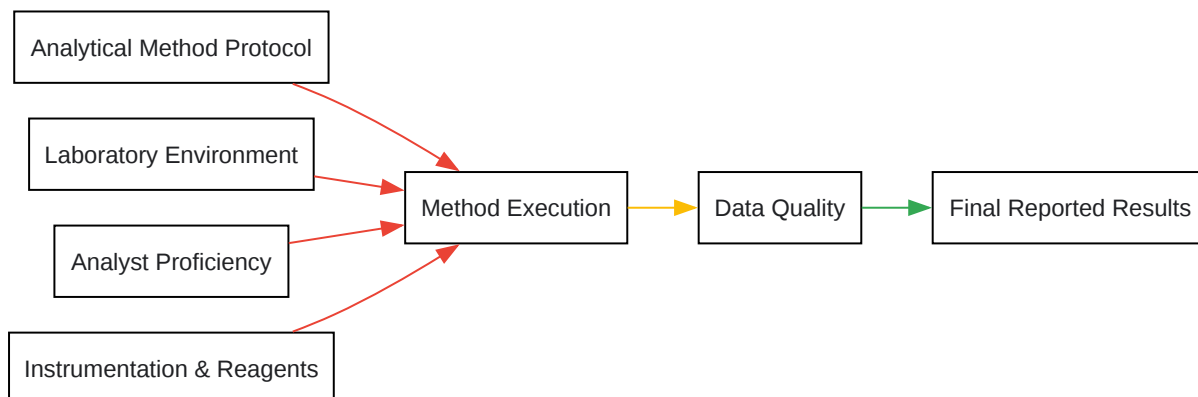 Analytical Method Protocol
Laboratory Environment
Analyst Proficiency
Instrumentation & Reagents
Method Execution
Data Quality
Final Reported Results